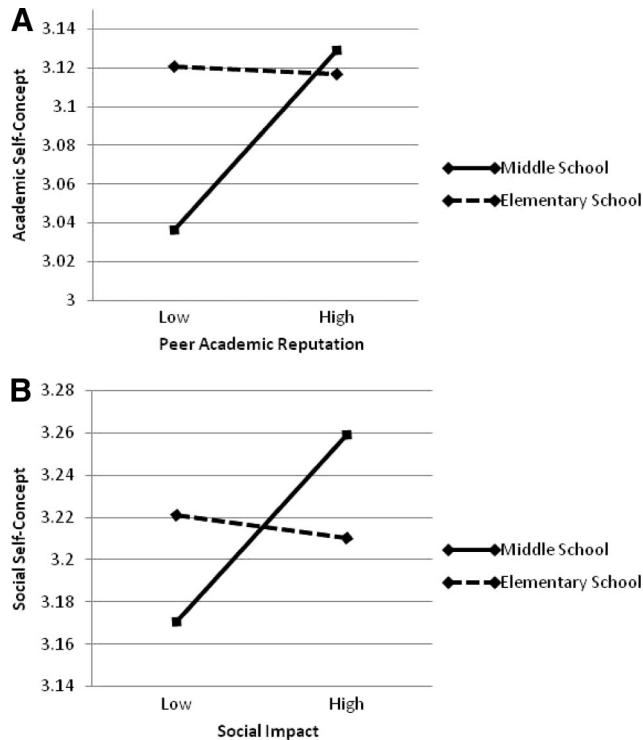 A
3.14
3.12
3.1
3.08
3.06
3.04
3.02
3
Academic Self-Concept
Low High
Peer Academic Reputation
Middle School
Elementary School
B
3.28
3.26
3.24
3.22
3.2
3.18
3.16
3.14
Social Self-Concept
Low High
Social Impact
Middle School
Elementary School